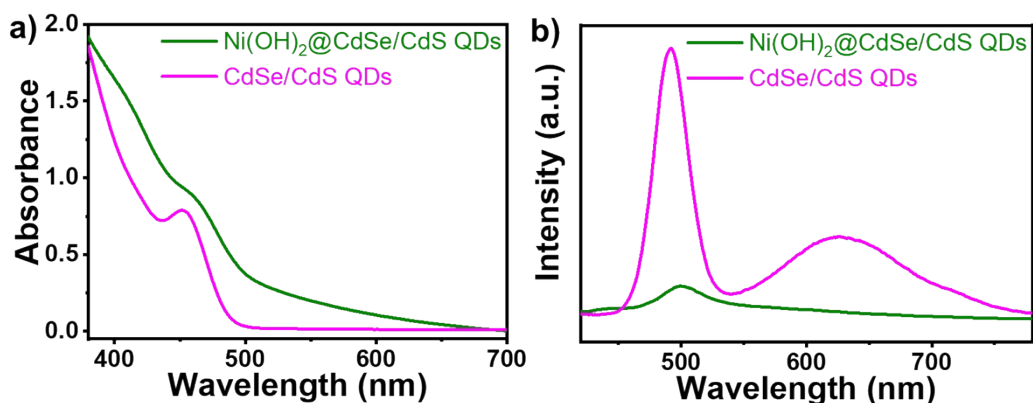 a)
2.0
1.5
1.0
0.5
0.0
Absorbance
Ni(OH)₂@CdSe/CdS QDs
CdSe/CdS QDs
400 500 600 700
Wavelength (nm)
b)
Intensity (a.u.)
Ni(OH)₂@CdSe/CdS QDs
CdSe/CdS QDs
500 600 700
Wavelength (nm)